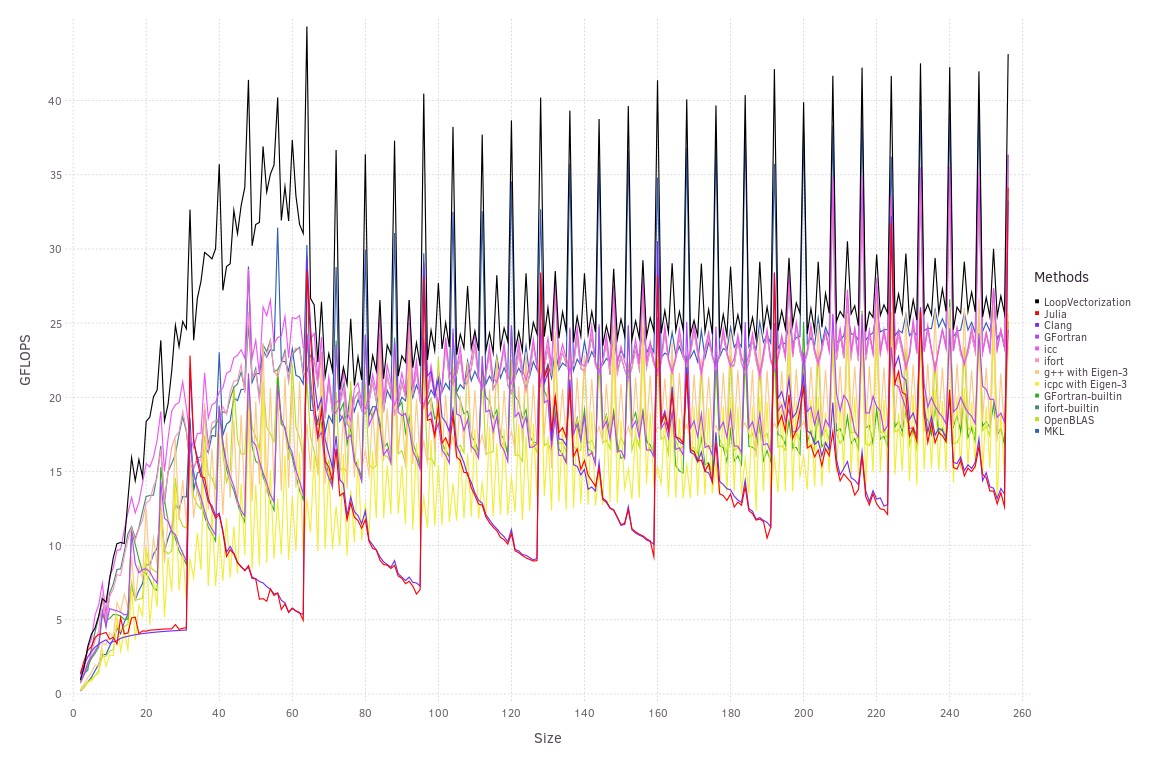 40
35
30
25
20
15
10
5
0
GFLOPS
0 20 40 60 80 100 120 140 160 180 200 220 240 260
Size
Methods
LoopVectorization
Julia
Clang
GFortran
icc
ifort
g++ with Eigen-3
icpc with Eigen-3
GFortran-builtin
ifort-builtin
OpenBLAS
MKL